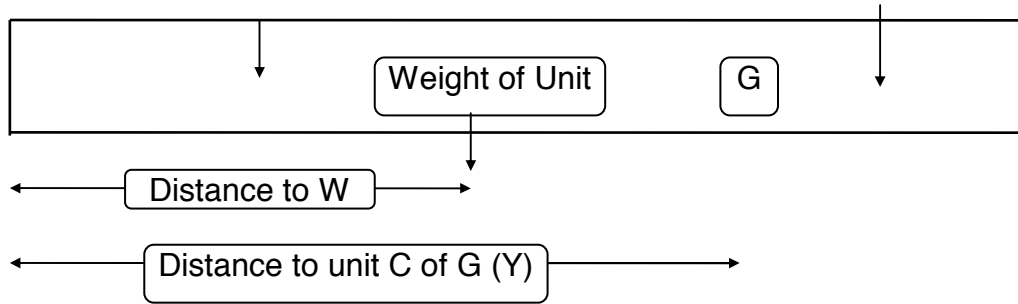 Weight of Unit
G
Distance to W
Distance to unit C of G (Y)